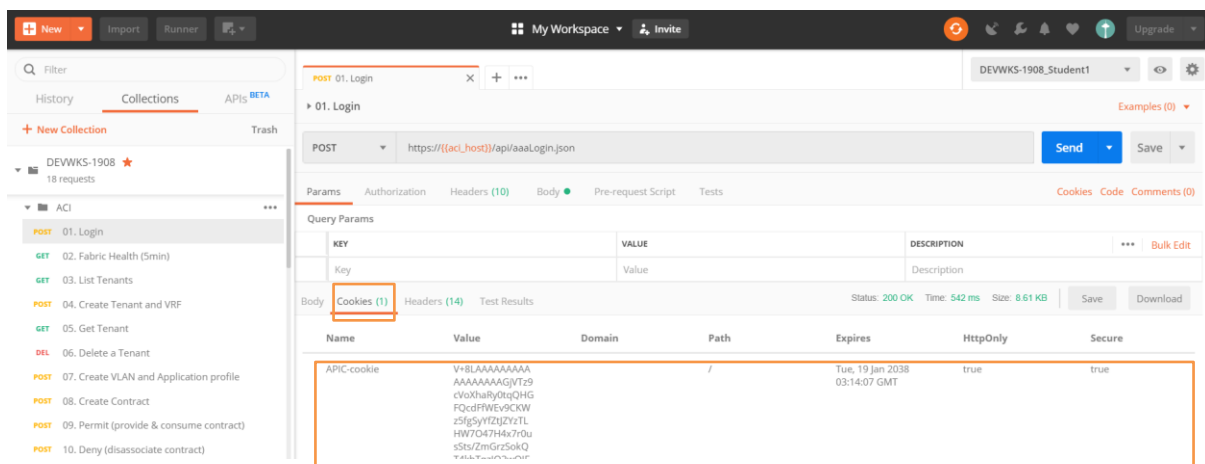 New Import Runner My Workspace Invite Upgrade
Filter
History Collections APIs BETA
+ New Collection Trash
DEVWKS-1908
18 requests
ACI
POST 01. Login
GET 02. Fabric Health (5min)
GET 03. List Tenants
POST 04. Create Tenant and VRF
GET 05. Get Tenant
DEL 06. Delete a Tenant
POST 07. Create VLAN and Application profile
POST 08. Create Contract
POST 09. Permit (provide & consume contract)
POST 10. Deny (disassociate contract)
POST 01. Login DEVWKS-1908_Student1
01. Login Examples (0)
POST https://{{aci_host}}/api/aaaLogin.json Send Save
Params Authorization Headers (10) Body Pre-request Script Tests Cookies Code Comments (0)
Query Params
KEY VALUE DESCRIPTION ••• Bulk Edit
Key Value Description
Body Cookies (1) Headers (14) Test Results Status: 200 OK Time: 542 ms Size: 8.61 KB Save Download
Name Value Domain Path Expires HttpOnly Secure
APIC-cookie V+8LAAAAAAAAA / Tue, 19 Jan 2038 true true
AAAAAAAAGjVTz9 03:14:07 GMT
cVoXhaRy0tqQHG
FQcdFfWEv9CKW
z5fgSyYfZtJZYzTL
HW7O47H4x7r0u
sSts/ZmGrzSokQ